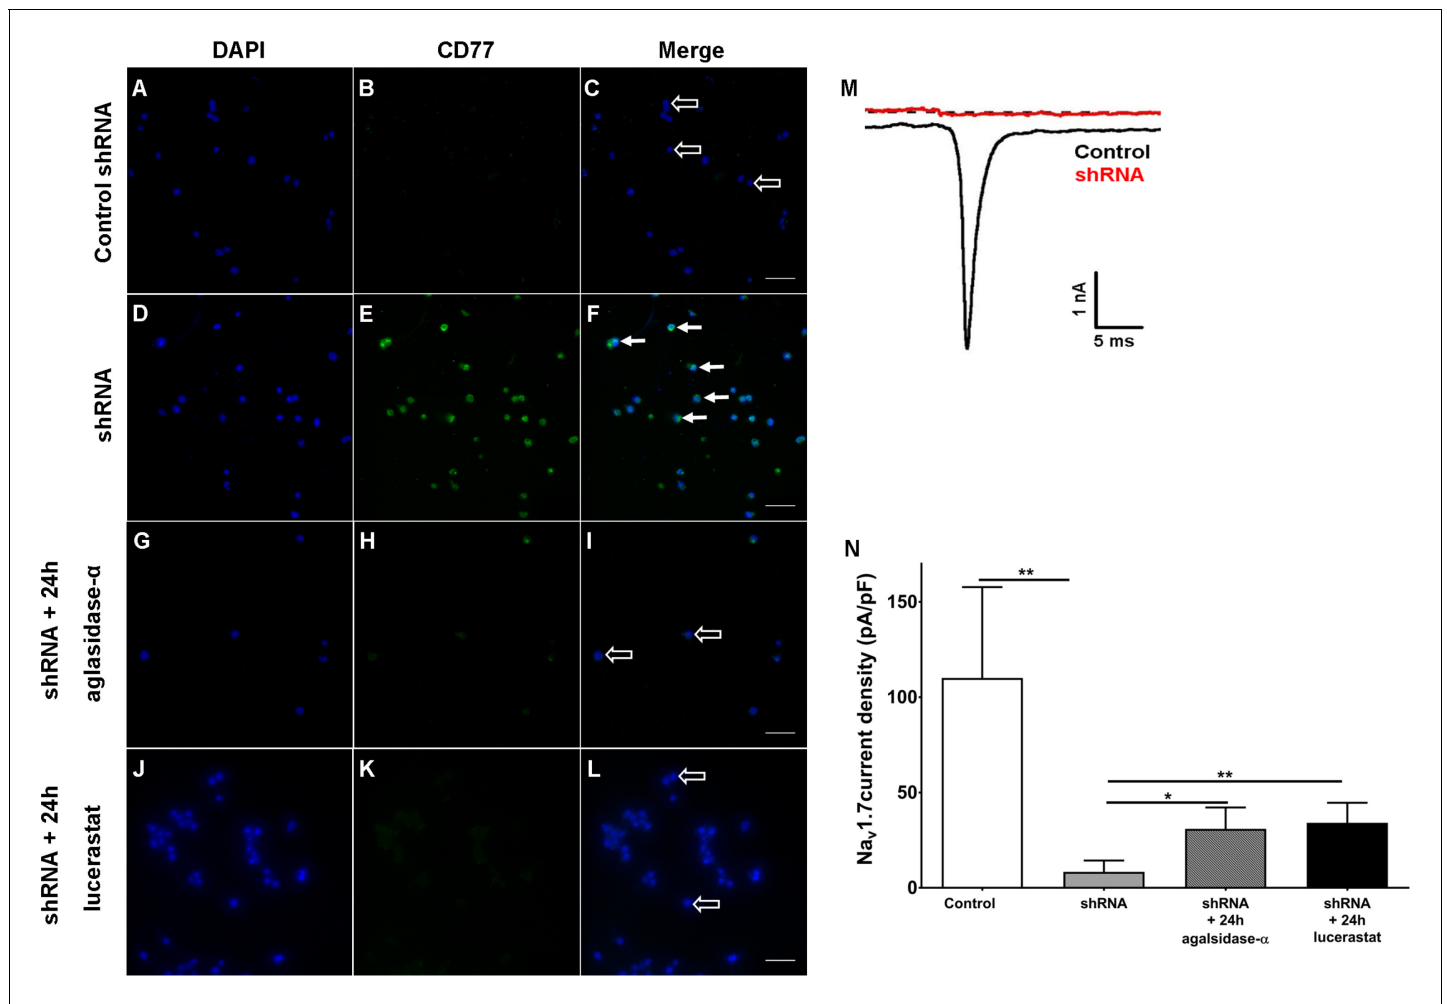 DAPI CD77 Merge
Control shRNA
A B C
shRNA
D E F
shRNA + 24h
aglasidase-α
G H I
shRNA + 24h
lucerastat
J K L
M
Control
shRNA
1 nA
5 ms
N
Nav1.7current density (pA/pF)
150
100
50
0
**
**
*
Control
shRNA
shRNA
+ 24h
agalsidase-α
shRNA
+ 24h
lucerastat